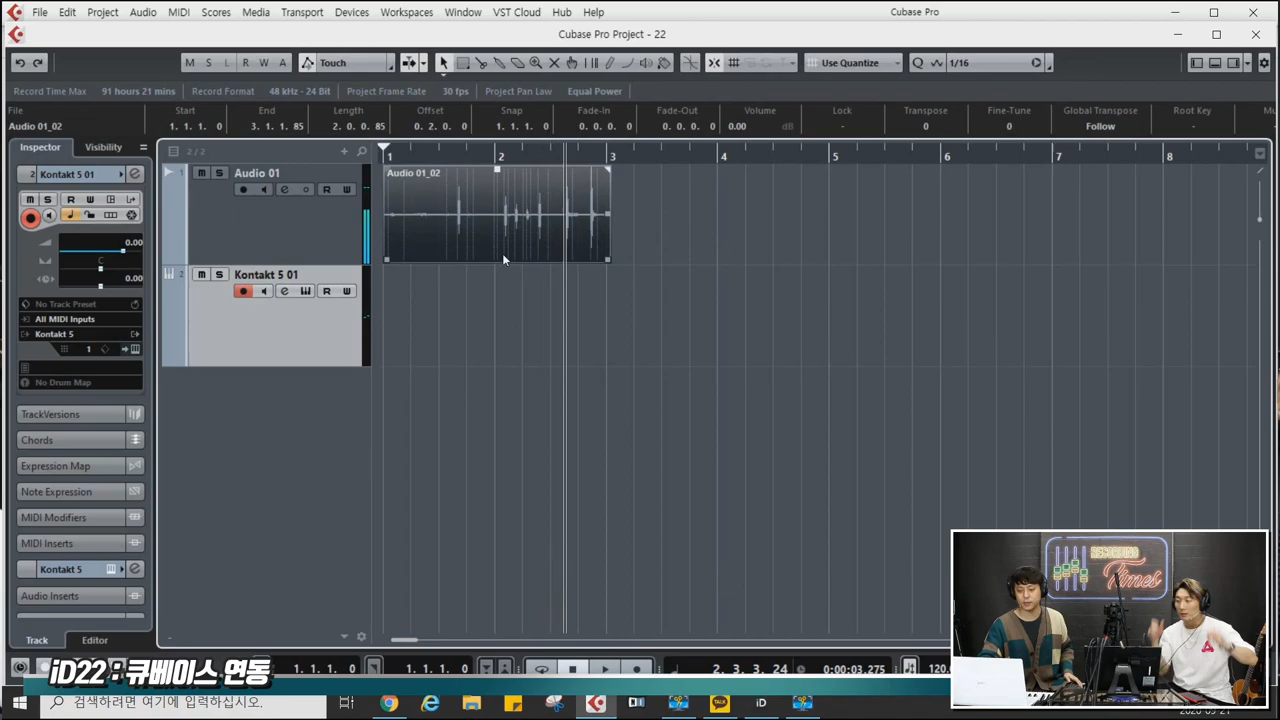 File Edit Project Audio MIDI Scores Media Transport Devices Workspaces Window VST Cloud Hub Help Cubase Pro
Cubase Pro Project - 22
M S L R W A Touch Use Quantize Q 1/16
Record Time Max 91 hours 21 mins Record Format 48 kHz - 24 Bit Project Frame Rate 30 fps Project Pan Law Equal Power
File Start End Length Offset Snap Fade-In Fade-Out Volume Lock Transpose Fine-Tune Global Transpose Root Key
Audio 01_02 1. 1. 1. 0 3. 1. 1. 85 2. 0. 0. 85 0. 2. 0. 0 1. 1. 1. 0 0. 0. 0. 0 0. 0. 0. 0 0.00 dB - 0 0 Follow -
Inspector Visibility 2 / 2 1 2 3 4 5 6 7 8
2 Kontakt 5 01 1 M S Audio 01 Audio 01_02
M S R W
R W
0.00
C
0.00
2 M S Kontakt 5 01
R W
No Track Preset
All MIDI Inputs
Kontakt 5
1
No Drum Map
TrackVersions
Chords
Expression Map
Note Expression
MIDI Modifiers
MIDI Inserts
Kontakt 5
Audio Inserts
RECORDING
Times
Track Editor
1. 1. 1. 0 1. 1. 1. 0 2. 3. 3. 24 0:00:03.275
iD22 : 큐베이스 연동
검색하려면 여기에 입력하십시오.
TALK iD